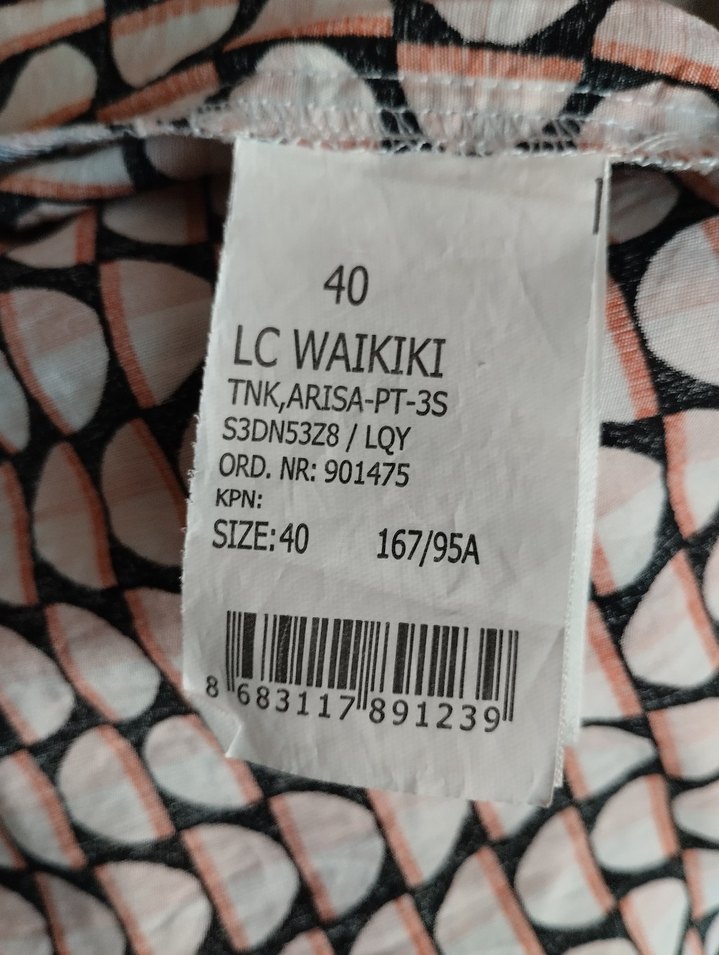 40
LC WAIKIKI
TNK,ARISA-PT-3S
S3DN53Z8 / LQY
ORD. NR: 901475
KPN:
SIZE:40 167/95A
8 683117 891239